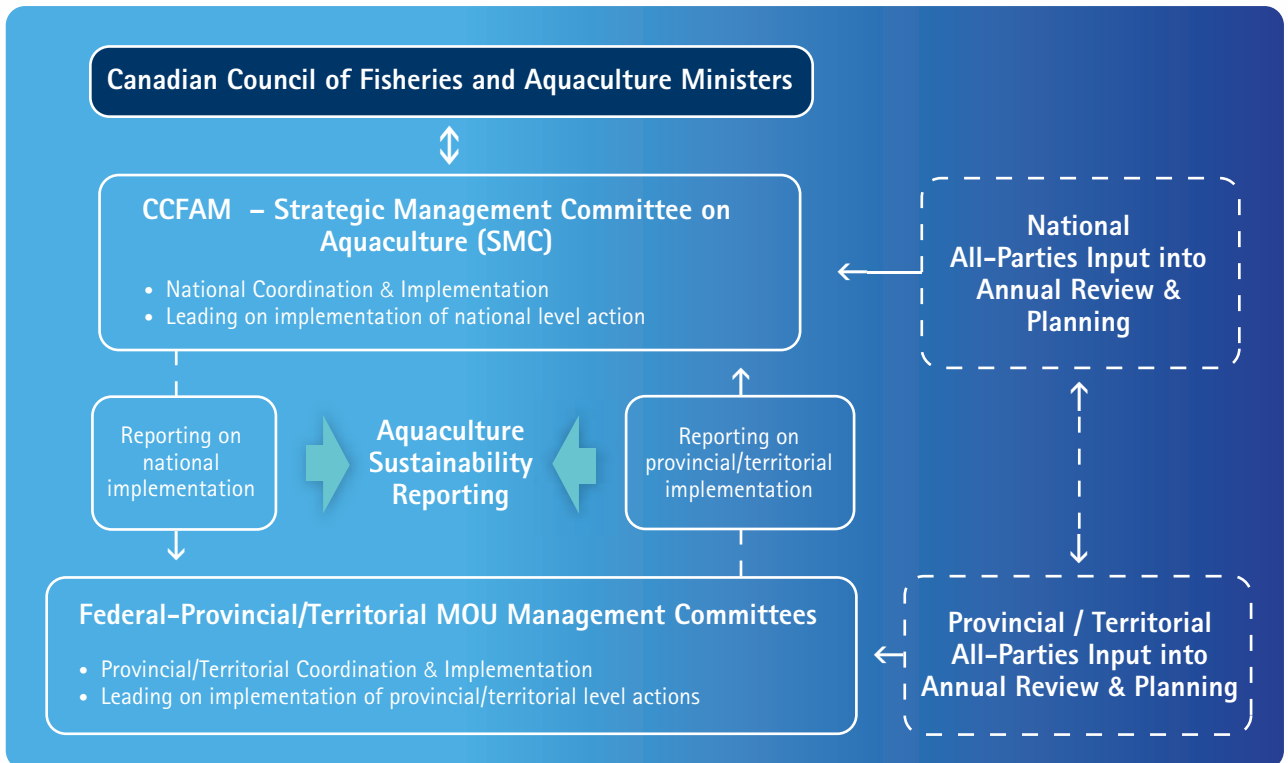 Canadian Council of Fisheries and Aquaculture Ministers
CCFAM – Strategic Management Committee on
Aquaculture (SMC)
• National Coordination & Implementation
• Leading on implementation of national level action
National
All-Parties Input into
Annual Review &
Planning
Reporting on
national
implementation
Aquaculture
Sustainability
Reporting
Reporting on
provincial/territorial
implementation
Federal-Provincial/Territorial MOU Management Committees
• Provincial/Territorial Coordination & Implementation
• Leading on implementation of provincial/territorial level actions
Provincial / Territorial
All-Parties Input into
Annual Review & Planning